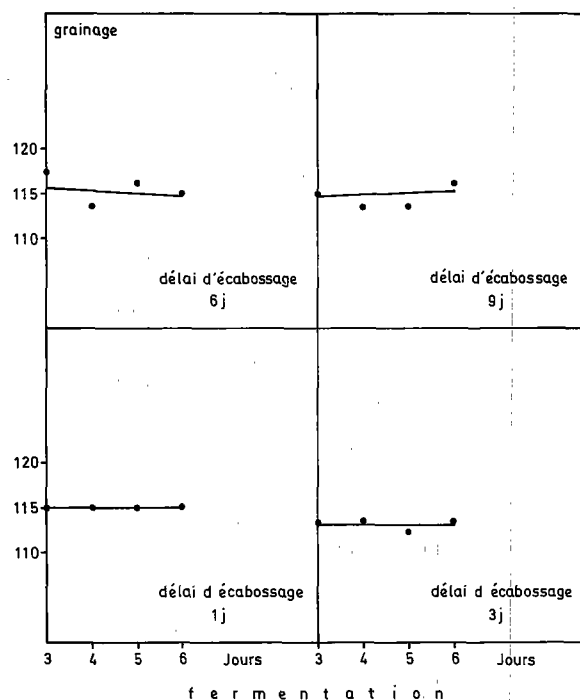 grainage
120
115
110
délai d'écabossage
6 j
délai d'écabossage
9 j
120
115
110
délai d écabossage
1 j
délai d écabossage
3 j
3 4 5 6 Jours 3 4 5 6 Jours
fermentation